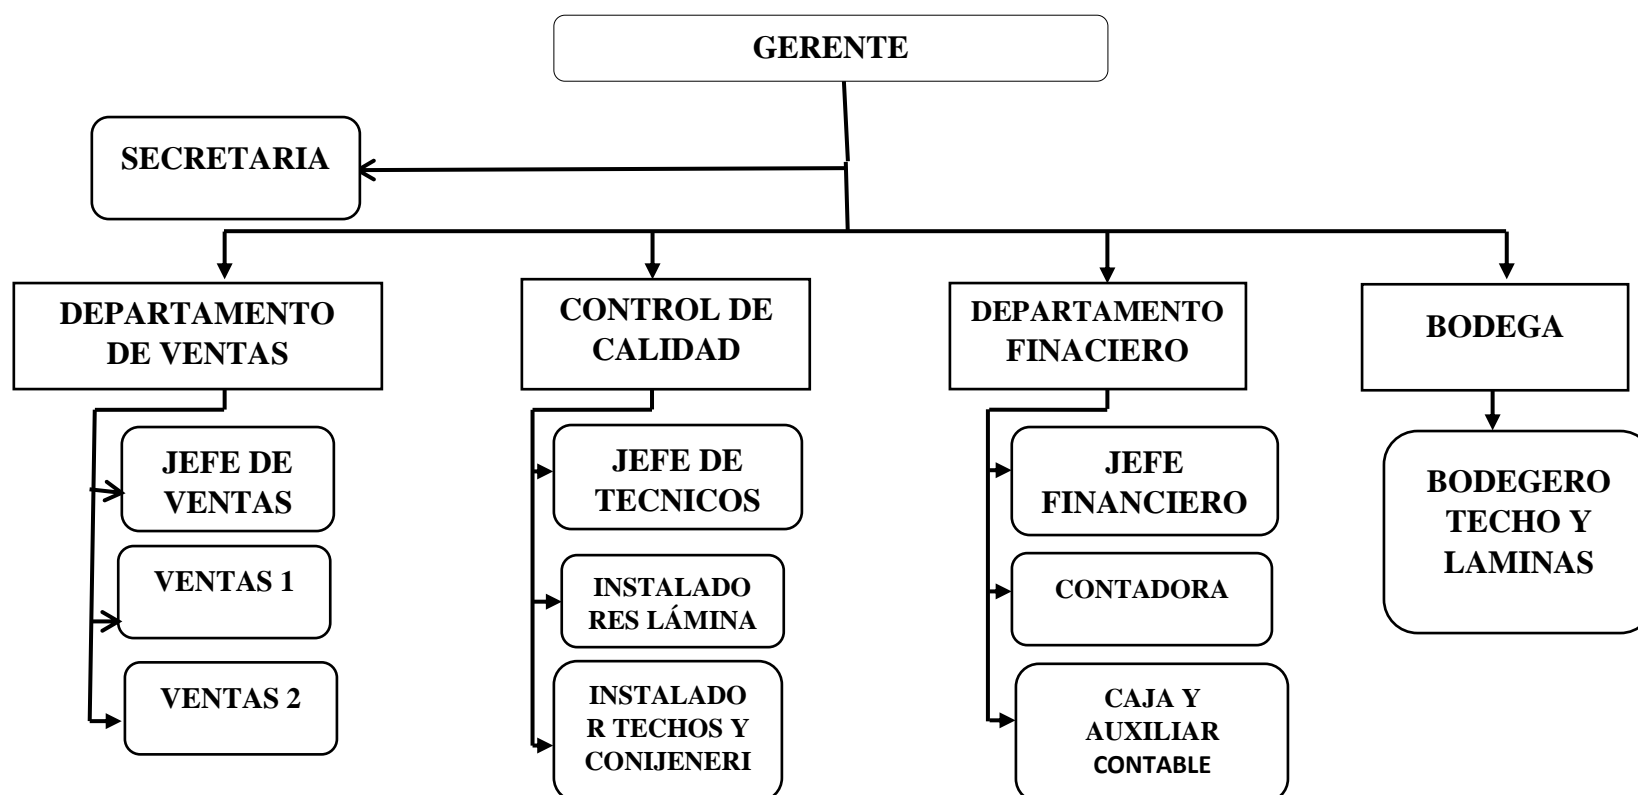 GERENTE
SECRETARIA
DEPARTAMENTO
DE VENTAS
CONTROL DE
CALIDAD
DEPARTAMENTO
FINACIERO
BODEGA
JEFE DE
VENTAS
VENTAS 1
VENTAS 2
JEFE DE
TECNICOS
INSTALADO
RES LÁMINA
INSTALADO
R TECHOS Y
CONIJENERI
JEFE
FINANCIERO
CONTADORA
CAJA Y
AUXILIAR
CONTABLE
BODEGERO
TECHO Y
LAMINAS